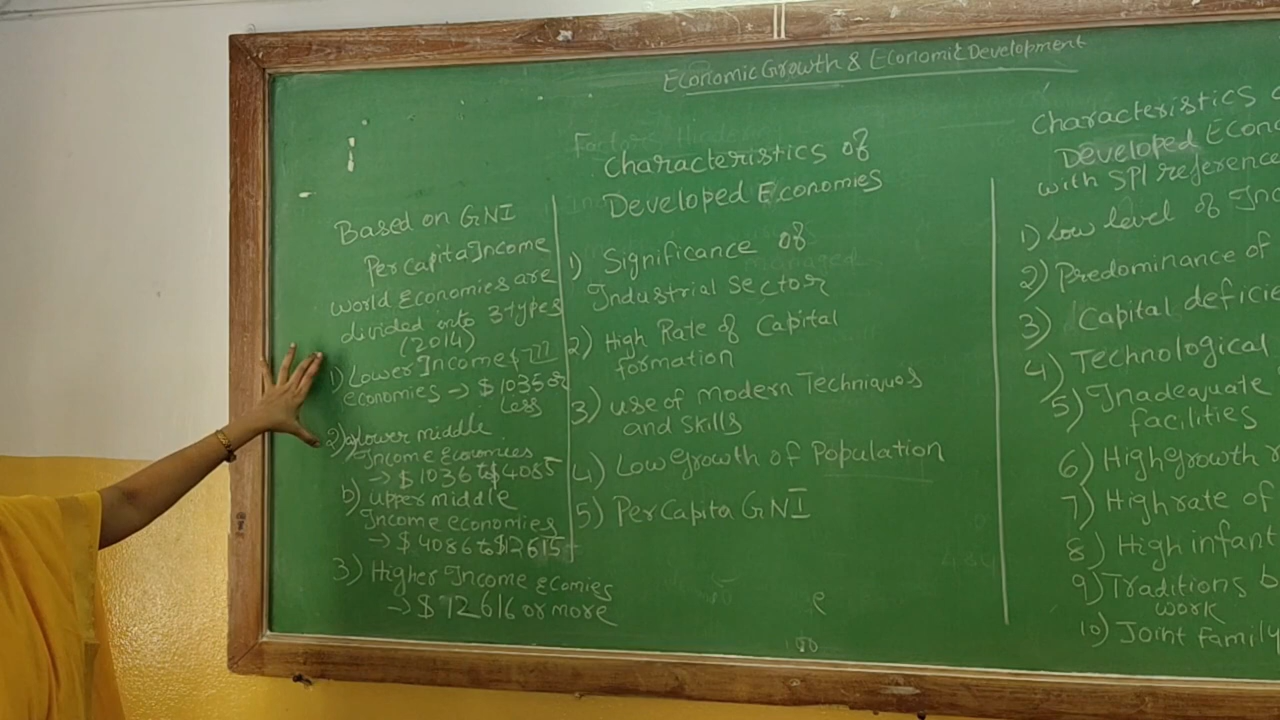 Economic Growth & Economic Development
Based on GNI
Per Capita Income
world Economies are
divided into 3 types
(2014)
1) Lower Income
economies → $ 1035 or
Less
2) a) Lower middle
Income economies
→ $ 1036 to $ 4085
b) upper middle
Income economies
→ $ 4086 to $12615
3) Higher Income Ecomies
→ $ 12616 or more
Characteristics of
Developed Economies
1) Significance of
Industrial sector
2) High Rate of Capital
formation
3) use of modern Techniques
and skills
4) Low Growth of Population
5) Per Capita GNI
Characteristics
Developed Econ
with SPl reference
1) Low level of Inc
2) Predominance of
3) Capital deficie
4) Technological
5) Inadequate
facilities
6) High Growth r
7) High rate of
8) High infant
9) Traditions b
work
10) Joint family